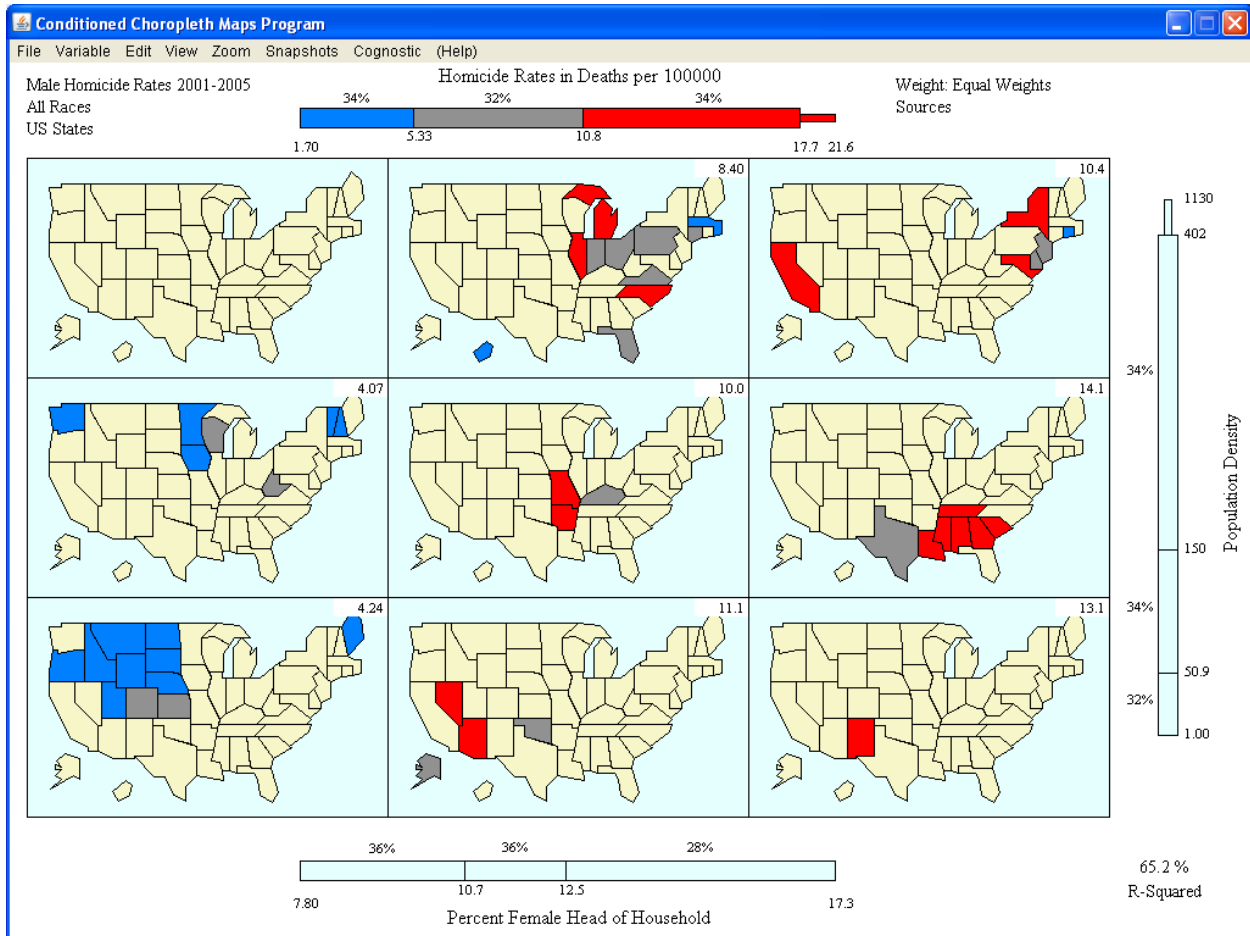 Conditioned Choropleth Maps Program
File Variable Edit View Zoom Snapshots Cognostic (Help)
Male Homicide Rates 2001-2005
All Races
US States
Homicide Rates in Deaths per 100000
34% 32% 34%
5.33 10.8
1.70 17.7 21.6
Weight: Equal Weights
Sources
8.40 10.4
4.07 10.0 14.1
4.24 11.1 13.1
1130
402
34%
150
34%
50.9
32%
1.00
Population Density
36% 36% 28%
10.7 12.5
7.80 17.3
Percent Female Head of Household
65.2 %
R-Squared